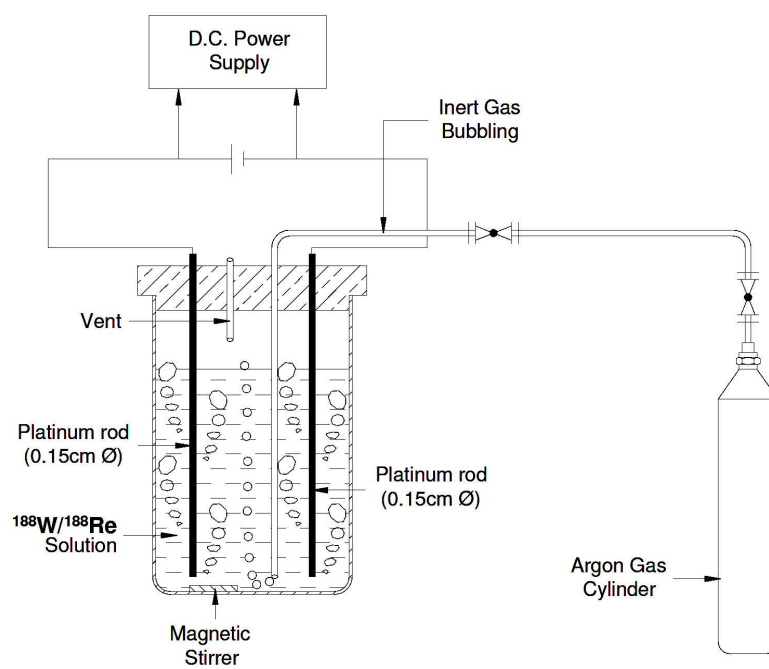 D.C. Power
Supply
Inert Gas
Bubbling
Vent
Platinum rod
(0.15cm Ø)
Platinum rod
(0.15cm Ø)
¹⁸⁸W/¹⁸⁸Re
Solution
Argon Gas
Cylinder
Magnetic
Stirrer